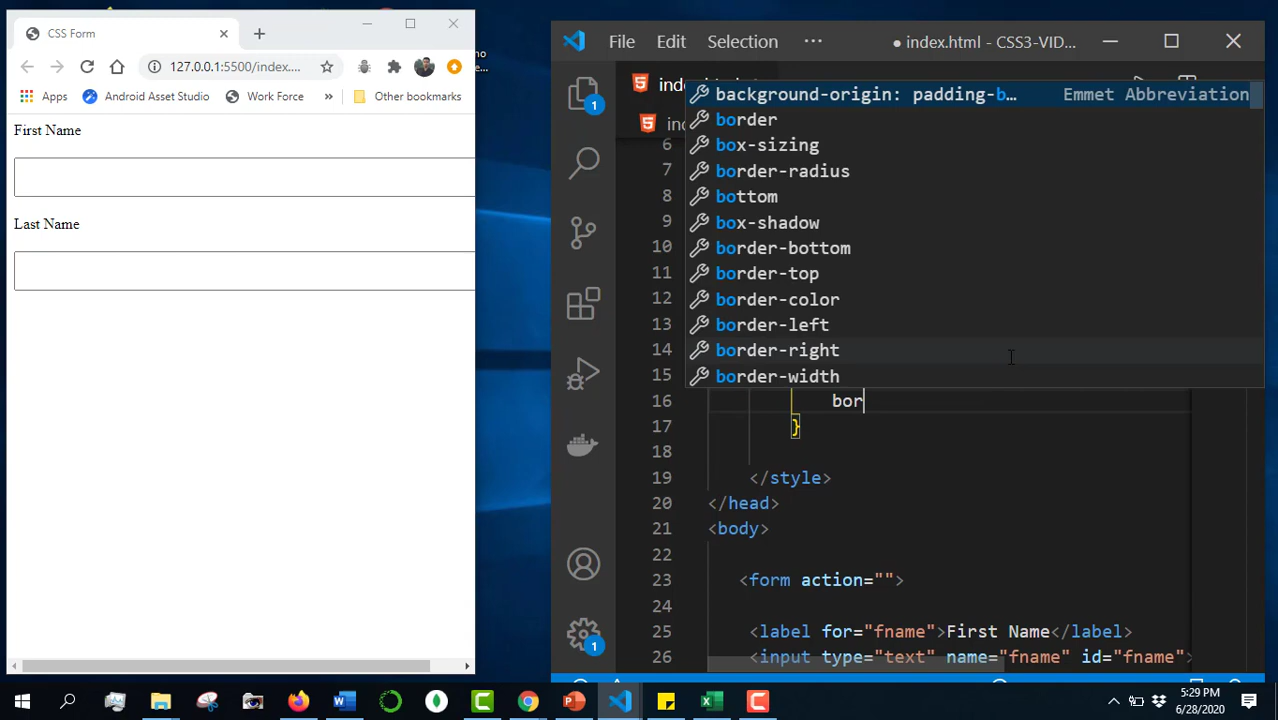 CSS Form
127.0.0.1:5500/index....
Apps
Android Asset Studio
Work Force
»
Other bookmarks
First Name
Last Name
File
Edit
Selection
···
● index.html - CSS3-VID...
1
background-origin: padding-b… Emmet Abbreviation
border
box-sizing
border-radius
bottom
box-shadow
border-bottom
border-top
border-color
border-left
border-right
border-width
6
7
8
9
10
11
12
13
14
15
16 bor
17 }
18
19 </style>
20 </head>
21 <body>
22
23 <form action="">
24
25 <label for="fname">First Name</label>
26 <input type="text" name="fname" id="fname"
1
5:29 PM
6/28/2020